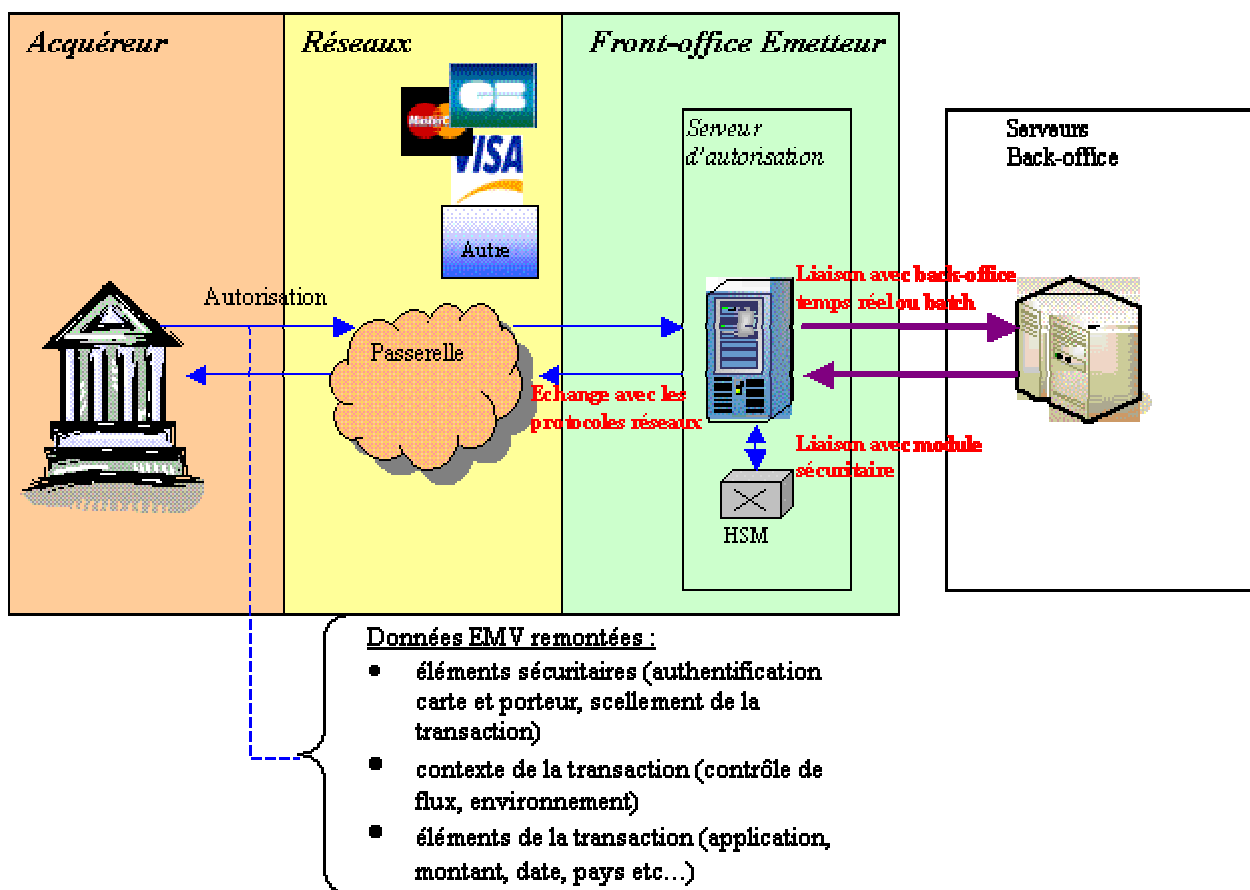 Acquéreur
Réseaux
Front-office Emetteur
MasterCard
VISA
Autre
Serveur
d'autorisation
Serveurs
Back-office
Autorisation
Passerelle
Liaison avec back-office
temps réel ou batch
Echange avec les
protocoles réseaux
Liaison avec module
sécuritaire
HSM
Données EMV remontées :
• éléments sécuritaires (authentification
carte et porteur, scellement de la
transaction)
• contexte de la transaction (contrôle de
flux, environnement)
• éléments de la transaction (application,
montant, date, pays etc...)